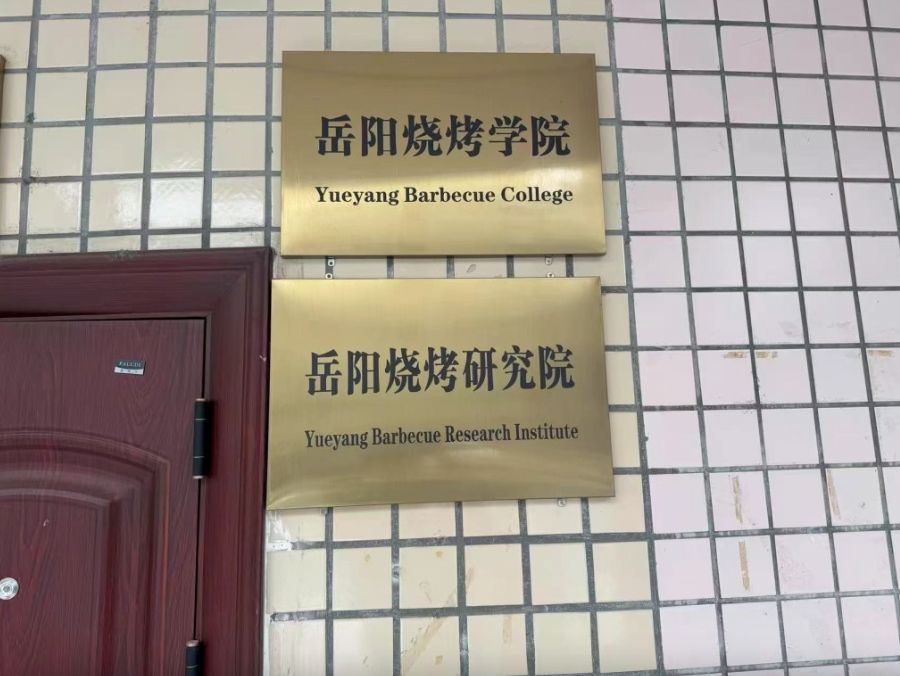 岳阳烧烤学院
Yueyang Barbecue College
岳阳烧烤研究院
Yueyang Barbecue Research Institute